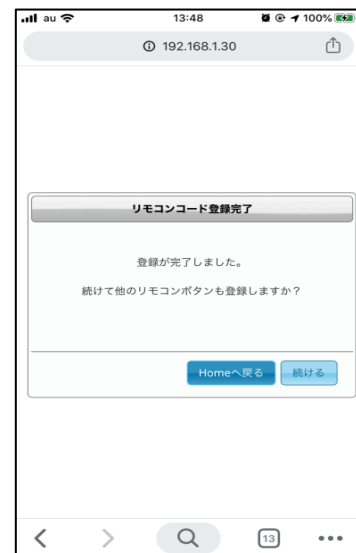 au 13:48 100%
192.168.1.30
リモコンコード登録完了
登録が完了しました。
続けて他のリモコンボタンも登録しますか？
Homeへ戻る 続ける
13